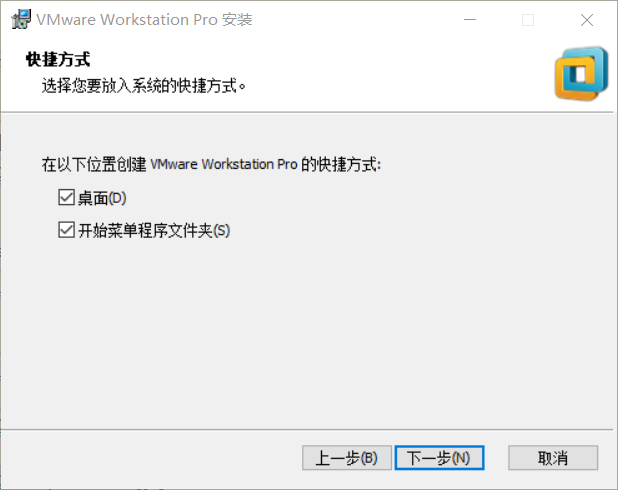 VMware Workstation Pro 安装
快捷方式
选择您要放入系统的快捷方式。
在以下位置创建 VMware Workstation Pro 的快捷方式:
桌面(D)
开始菜单程序文件夹(S)
上一步(B) 下一步(N) 取消